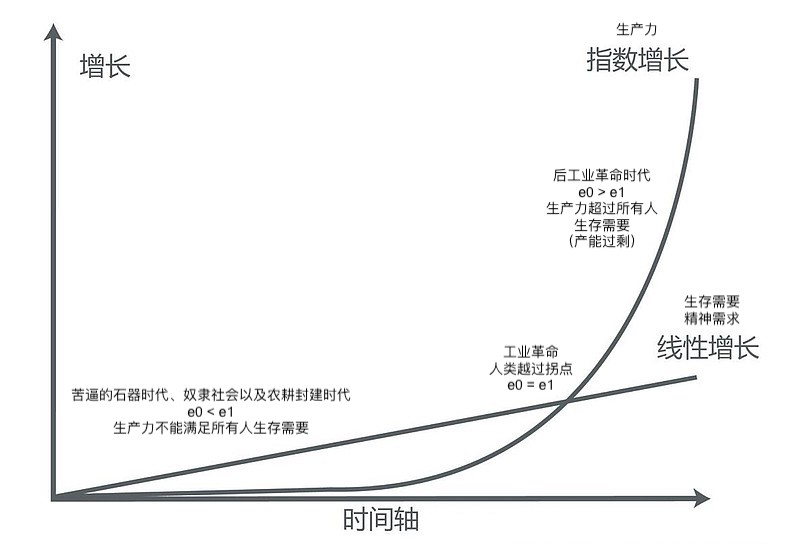 生产力
指数增长
增长
后工业革命时代
e0 > e1
生产力超过所有人
生存需要
（产能过剩）
生存需要
精神需求
线性增长
工业革命
人类越过拐点
e0 = e1
苦逼的石器时代、奴隶社会以及农耕封建时代
e0 < e1
生产力不能满足所有人生存需要
时间轴